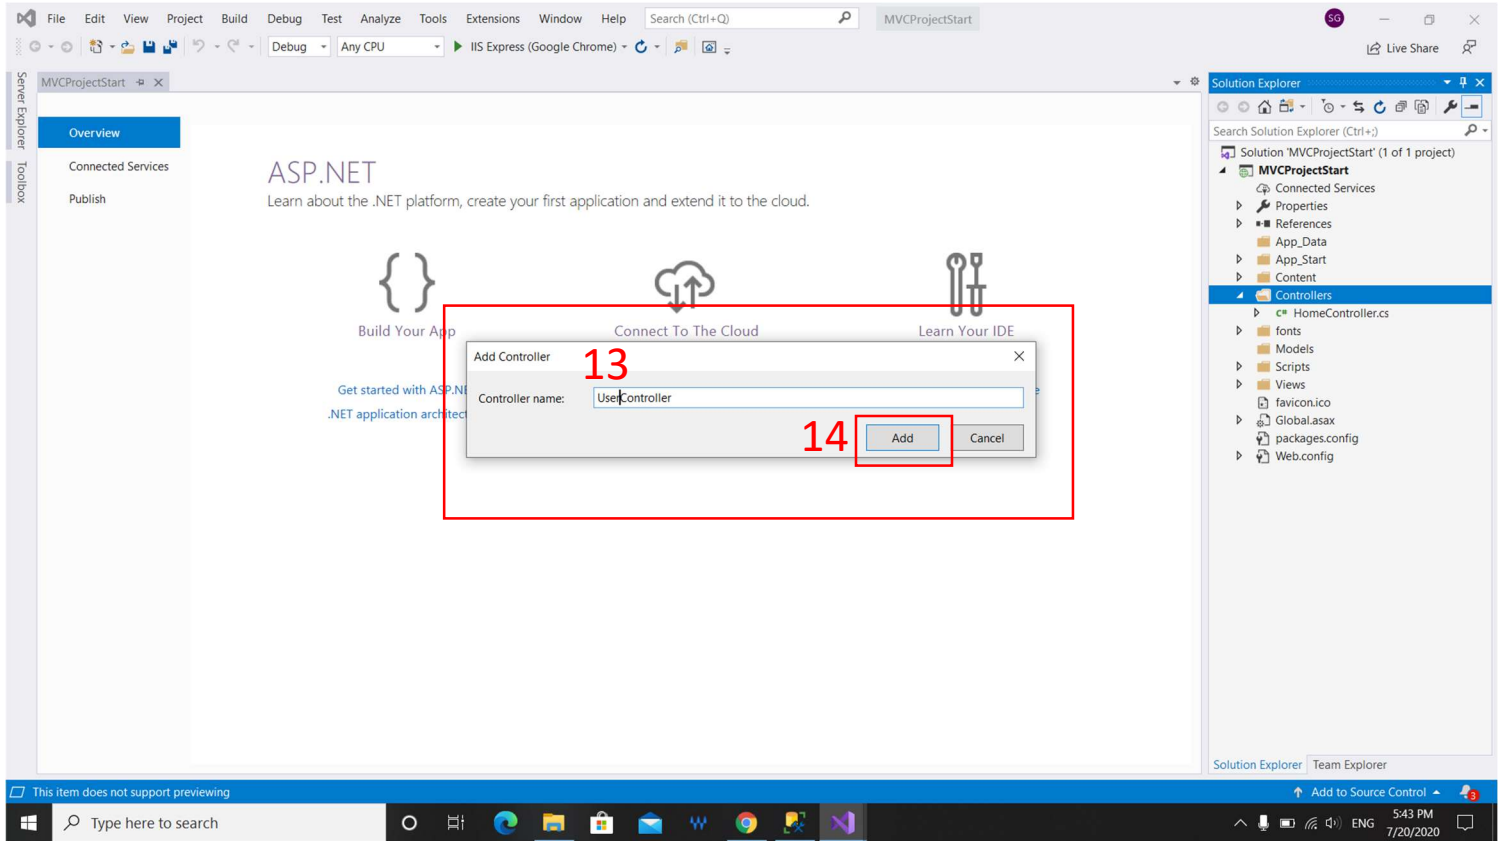 File Edit View Project Build Debug Test Analyze Tools Extensions Window Help Search (Ctrl+Q) MVCProjectStart SG
Debug Any CPU IIS Express (Google Chrome) Live Share
Server Explorer
Toolbox
MVCProjectStart
Overview
Connected Services
Publish
ASP.NET
Learn about the .NET platform, create your first application and extend it to the cloud.
Build Your App
Connect To The Cloud
Learn Your IDE
Get started with ASP.NE
.NET application architec
Add Controller
13
Controller name: UserController
14
Add Cancel
Solution Explorer
Search Solution Explorer (Ctrl+;)
Solution 'MVCProjectStart' (1 of 1 project)
MVCProjectStart
Connected Services
Properties
References
App_Data
App_Start
Content
Controllers
C# HomeController.cs
fonts
Models
Scripts
Views
favicon.ico
Global.asax
packages.config
Web.config
Solution Explorer Team Explorer
This item does not support previewing
Add to Source Control 3
Type here to search
ENG
5:43 PM
7/20/2020